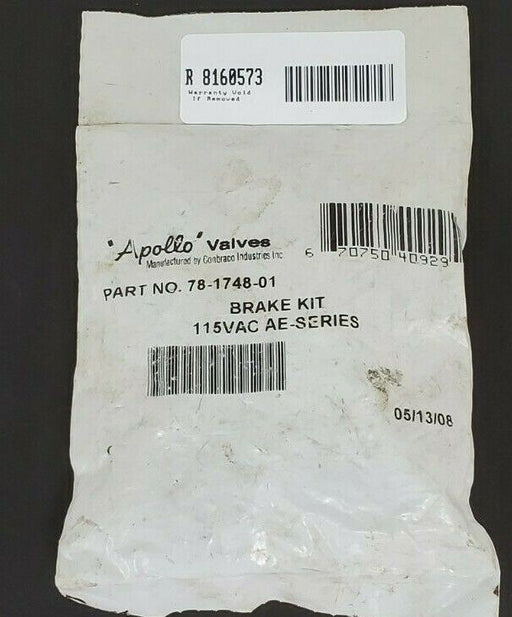 R 8160573
Warranty Void
If Removed
"Apollo" Valves
Manufactured by Conbraco Industries Inc
6 70750 40929
PART NO. 78-1748-01
BRAKE KIT
115VAC AE-SERIES
05/13/08